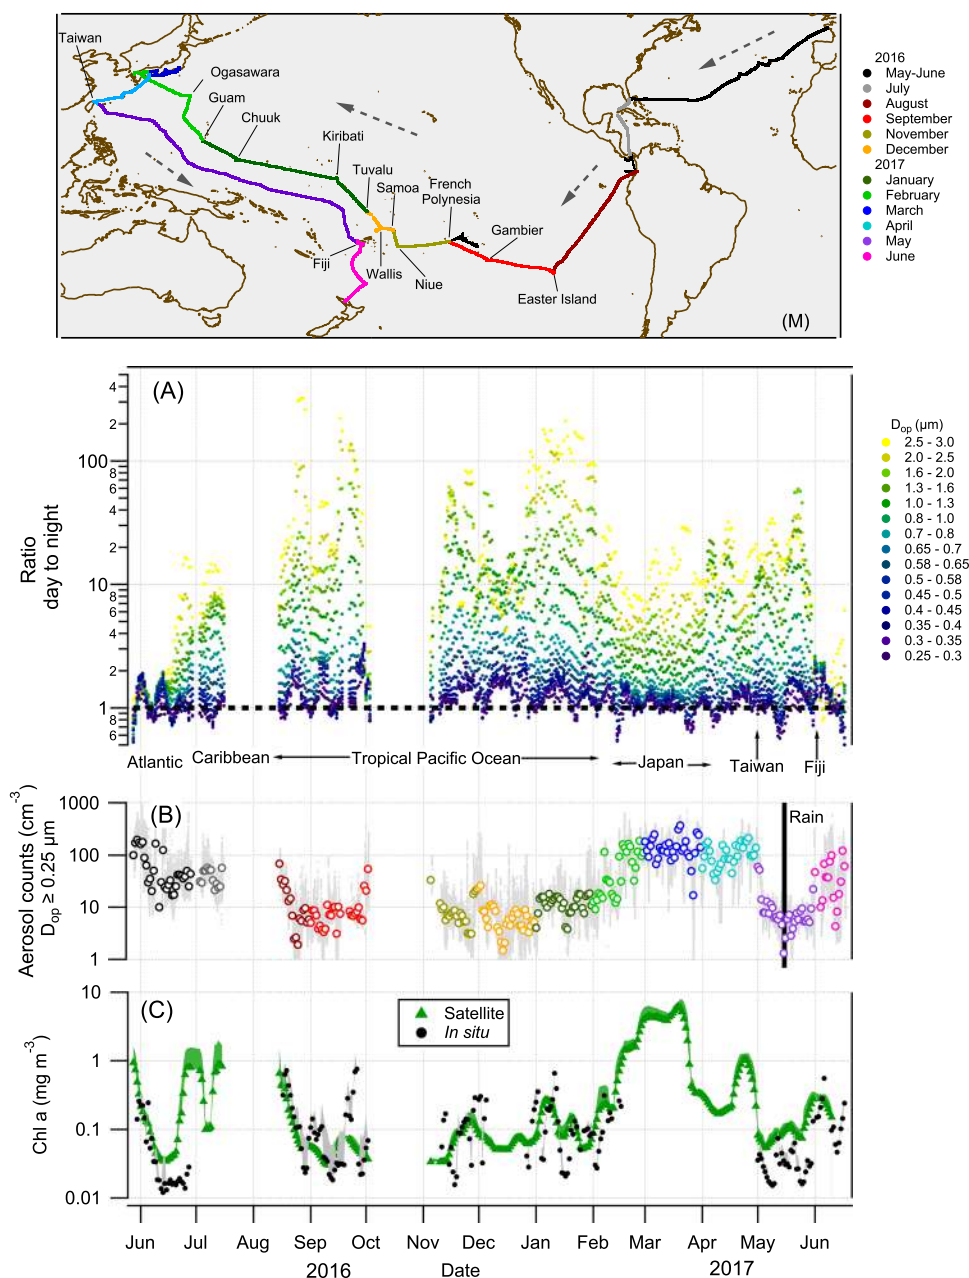 Taiwan
Ogasawara
Guam
Chuuk
Kiribati
Tuvalu
Samoa
French
Polynesia
Gambier
Fiji
Wallis
Niue
Easter Island
(M)
2016
May-June
July
August
September
November
December
2017
January
February
March
April
May
June
(A)
Ratio
day to night
4
2
100
8
6
4
2
10
8
6
4
2
1
8
6
Atlantic
Caribbean
Tropical Pacific Ocean
Japan
Taiwan
Fiji
Dop (µm)
2.5 - 3.0
2.0 - 2.5
1.6 - 2.0
1.3 - 1.6
1.0 - 1.3
0.8 - 1.0
0.7 - 0.8
0.65 - 0.7
0.58 - 0.65
0.5 - 0.58
0.45 - 0.5
0.4 - 0.45
0.35 - 0.4
0.3 - 0.35
0.25 - 0.3
(B)
Aerosol counts (cm-3)
Dop ≥ 0.25 µm
1000
100
10
1
Rain
(C)
Chl a (mg m-3)
10
1
0.1
0.01
Satellite
In situ
Jun Jul Aug Sep Oct Nov Dec Jan Feb Mar Apr May Jun
2016 Date 2017